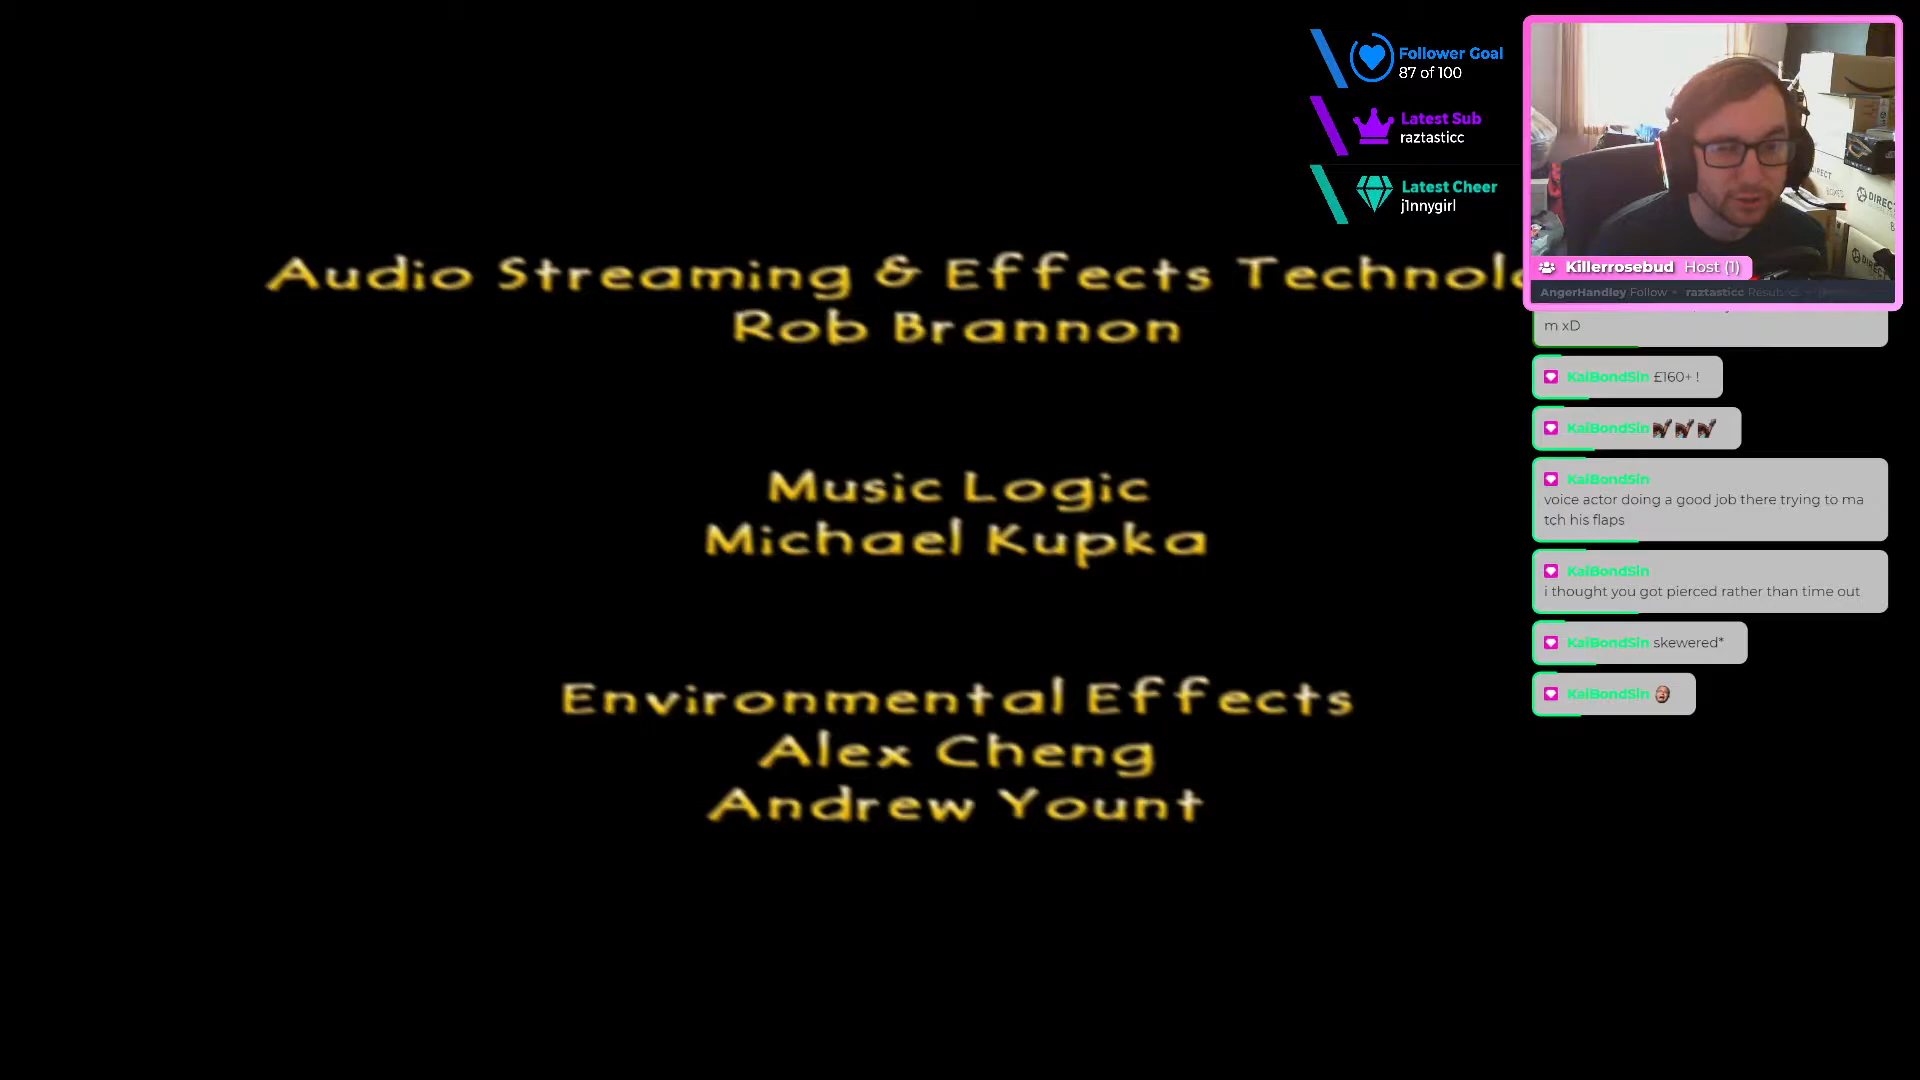 Follower Goal
87 of 100
Latest Sub
raztasticc
Latest Cheer
j1nnygirl
Killerrosebud Host (1)
AngerHandley Follow
raztasticc
Audio Streaming & Effects
Rob Brannon
Music Logic
Michael Kupka
Environmental Effects
Alex Cheng
Andrew Yount
m xD
KaiBondSin £160+ !
KaiBondSin
KaiBondSin
voice actor doing a good job there trying to ma
tch his flaps
KaiBondSin
i thought you got pierced rather than time out
KaiBondSin skewered*
KaiBondSin
DIRECT